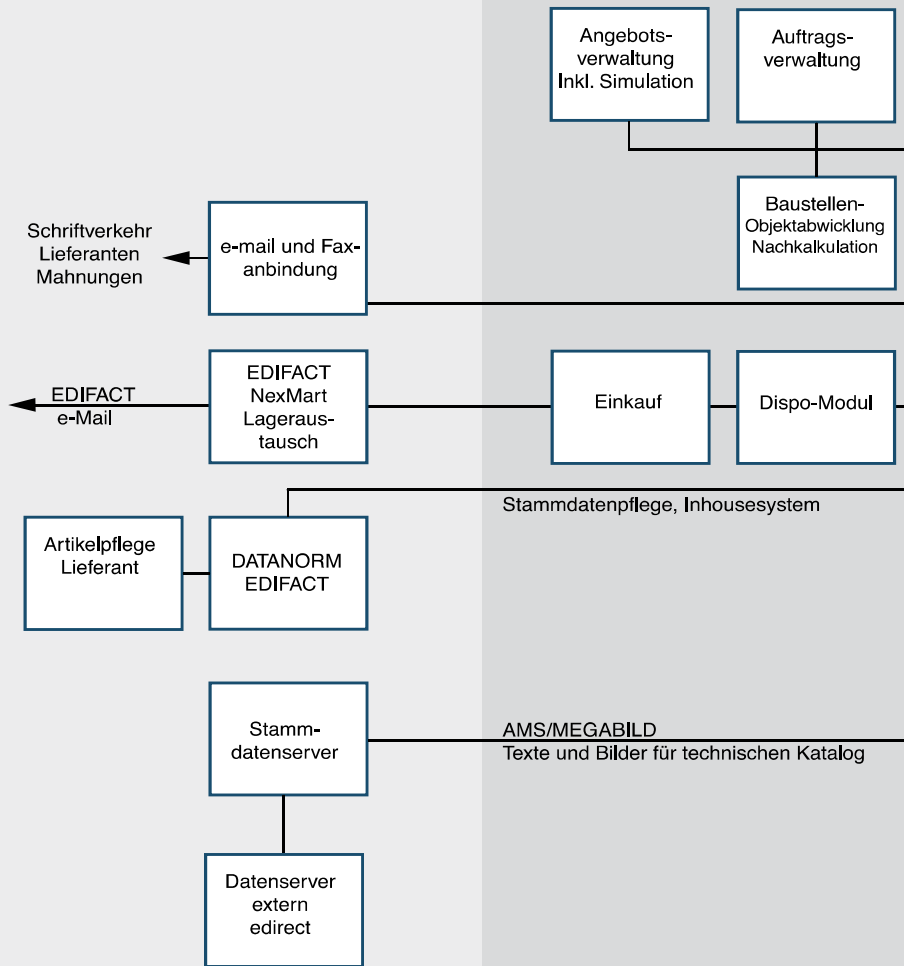 Angebots-
verwaltung
Inkl. Simulation
Auftrags-
verwaltung
Baustellen-
Objektabwicklung
Nachkalkulation
Schriftverkehr
Lieferanten
Mahnungen
e-mail und Fax-
anbindung
EDIFACT
e-Mail
EDIFACT
NexMart
Lageraus-
tausch
Einkauf
Dispo-Modul
Stammdatenpflege, Inhousesystem
Artikelpflege
Lieferant
DATANORM
EDIFACT
Stamm-
datenserver
AMS/MEGABILD
Texte und Bilder für technischen Katalog
Datenserver
extern
edirect